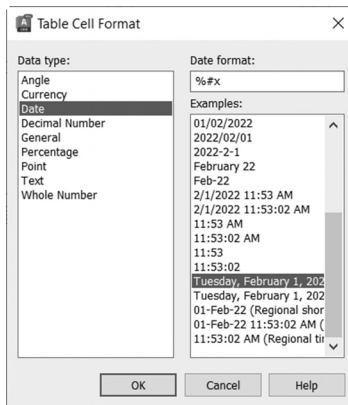 Table Cell Format
Data type:
Angle
Currency
Date
Decimal Number
General
Percentage
Point
Text
Whole Number
Date format:
%#x
Examples:
01/02/2022
2022/02/01
2022-2-1
February 22
Feb-22
2/1/2022 11:53 AM
2/1/2022 11:53:02 AM
11:53 AM
11:53:02 AM
11:53
11:53:02
Tuesday, February 1, 202
Tuesday, February 1, 202
01-Feb-22 (Regional shor
01-Feb-22 11:53:02 AM (
11:53:02 AM (Regional ti
OK
Cancel
Help